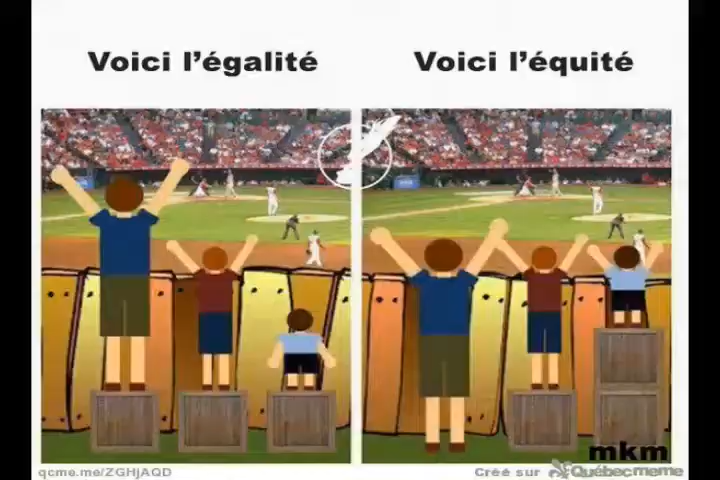 Voici l'égalité
Voici l'équité
mkm
qcme.me/ZGHjAQD
Créé sur Québecmeme